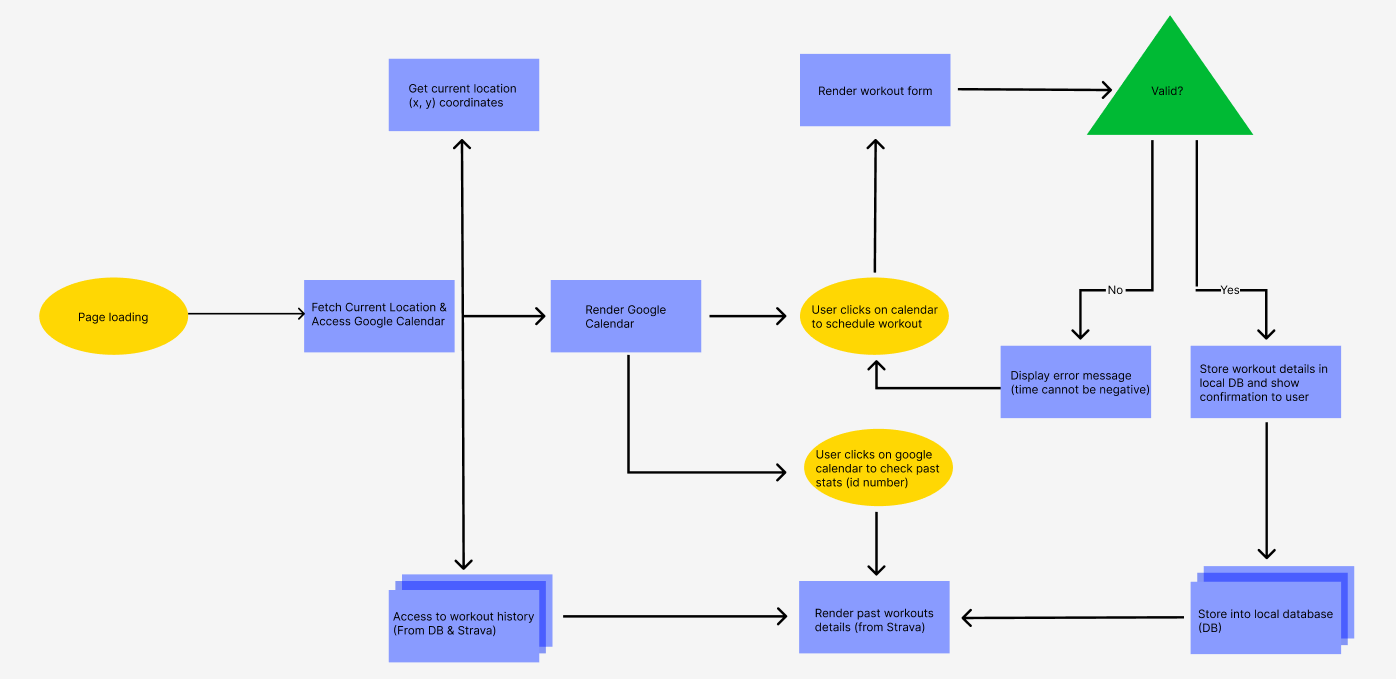 Get current location
(x, y) coordinates
Render workout form
Valid?
Page loading
Fetch Current Location &
Access Google Calendar
Render Google
Calendar
User clicks on calendar
to schedule workout
No
Yes
Display error message
(time cannot be negative)
Store workout details in
local DB and show
confirmation to user
User clicks on google
calendar to check past
stats (id number)
Access to workout history
(From DB & Strava)
Render past workouts
details (from Strava)
Store into local database
(DB)